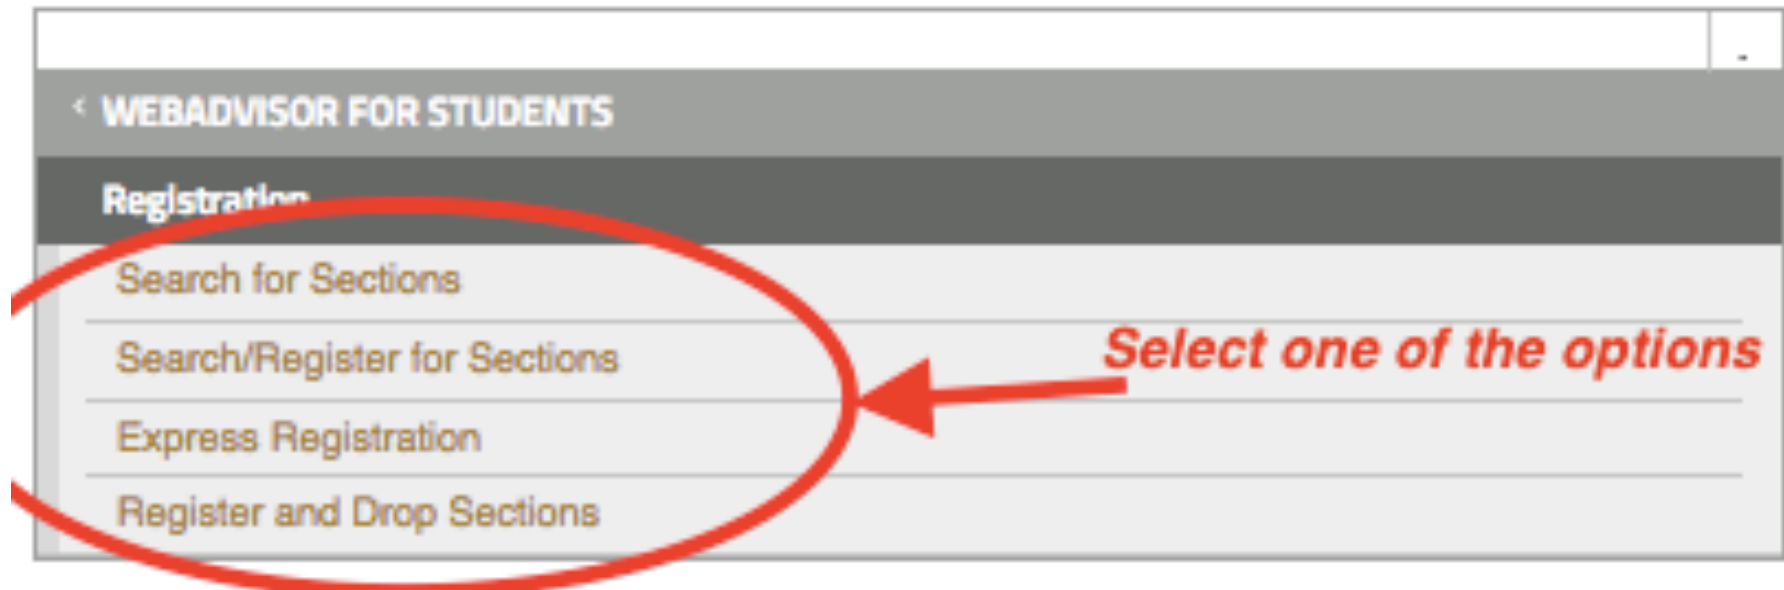 WEBADVISOR FOR STUDENTS
Registration
Search for Sections
Search/Register for Sections
Select one of the options
Express Registration
Register and Drop Sections